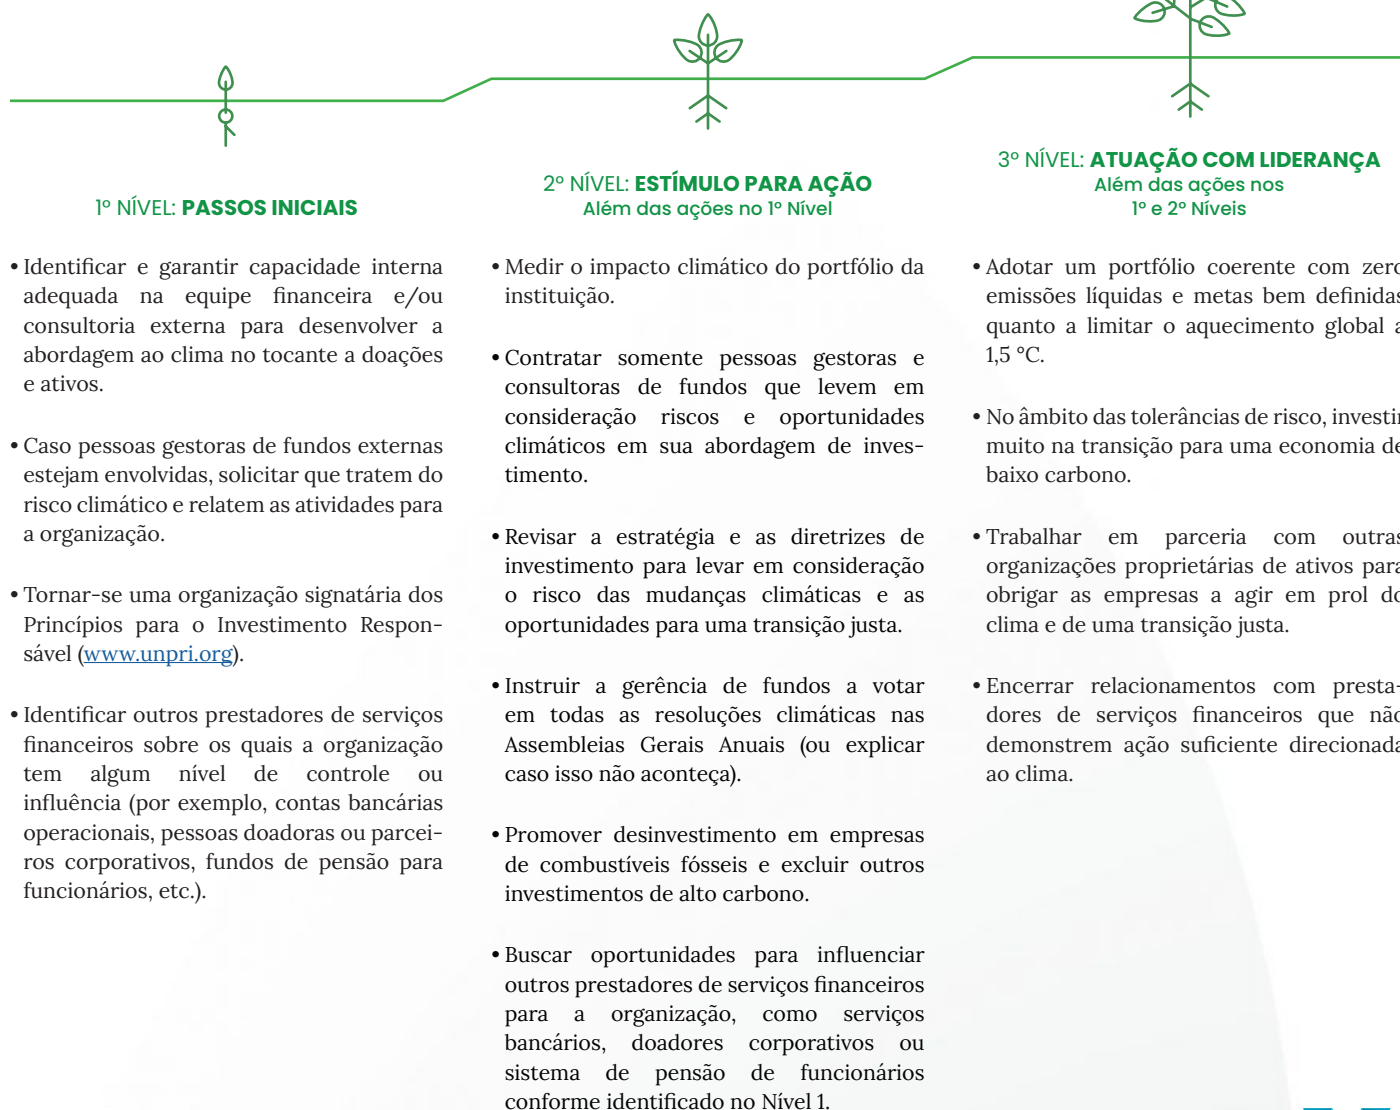 1º NÍVEL: PASSOS INICIAIS
• Identificar e garantir capacidade interna
adequada na equipe financeira e/ou
consultoria externa para desenvolver a
abordagem ao clima no tocante a doações
e ativos.
• Caso pessoas gestoras de fundos externas
estejam envolvidas, solicitar que tratem do
risco climático e relatem as atividades para
a organização.
• Tornar-se uma organização signatária dos
Princípios para o Investimento Respon-
sável (www.unpri.org).
• Identificar outros prestadores de serviços
financeiros sobre os quais a organização
tem algum nível de controle ou
influência (por exemplo, contas bancárias
operacionais, pessoas doadoras ou parcei-
ros corporativos, fundos de pensão para
funcionários, etc.).
2º NÍVEL: ESTÍMULO PARA AÇÃO
Além das ações no 1º Nível
• Medir o impacto climático do portfólio da
instituição.
• Contratar somente pessoas gestoras e
consultoras de fundos que levem em
consideração riscos e oportunidades
climáticos em sua abordagem de inves-
timento.
• Revisar a estratégia e as diretrizes de
investimento para levar em consideração
o risco das mudanças climáticas e as
oportunidades para uma transição justa.
• Instruir a gerência de fundos a votar
em todas as resoluções climáticas nas
Assembleias Gerais Anuais (ou explicar
caso isso não aconteça).
• Promover desinvestimento em empresas
de combustíveis fósseis e excluir outros
investimentos de alto carbono.
• Buscar oportunidades para influenciar
outros prestadores de serviços financeiros
para a organização, como serviços
bancários, doadores corporativos ou
sistema de pensão de funcionários
conforme identificado no Nível 1.
3º NÍVEL: ATUAÇÃO COM LIDERANÇA
Além das ações nos
1º e 2º Níveis
• Adotar um portfólio coerente com zero
emissões líquidas e metas bem definidas
quanto a limitar o aquecimento global a
1,5 °C.
• No âmbito das tolerâncias de risco, investir
muito na transição para uma economia de
baixo carbono.
• Trabalhar em parceria com outras
organizações proprietárias de ativos para
obrigar as empresas a agir em prol do
clima e de uma transição justa.
• Encerrar relacionamentos com presta-
dores de serviços financeiros que não
demonstrem ação suficiente direcionada
ao clima.